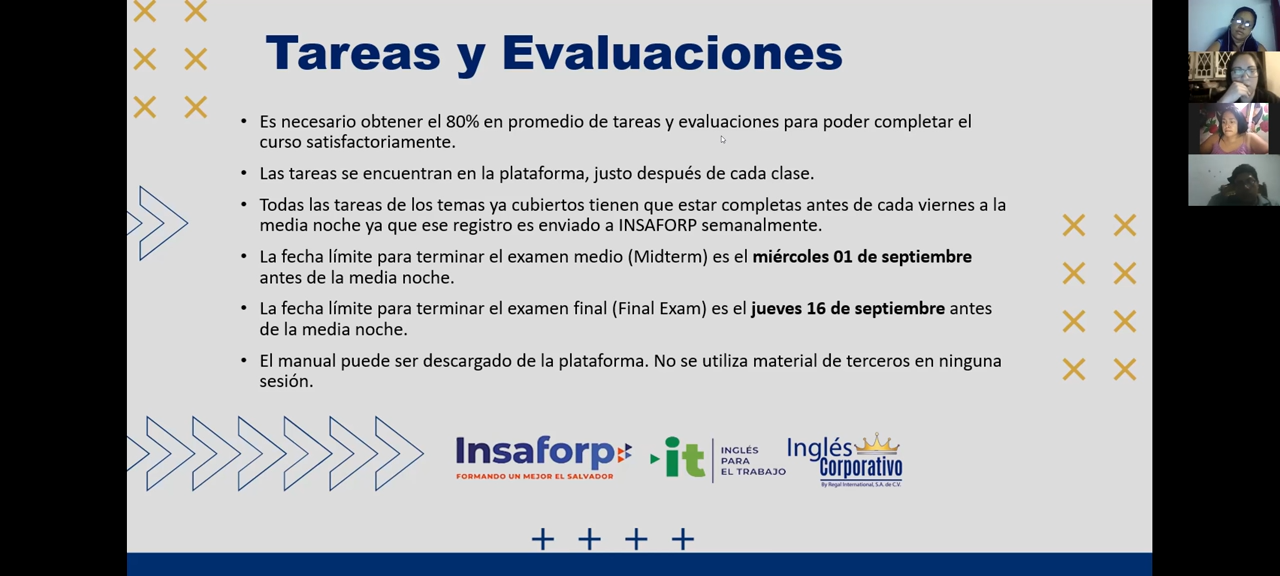 Tareas y Evaluaciones
• Es necesario obtener el 80% en promedio de tareas y evaluaciones para poder completar el
curso satisfactoriamente.
• Las tareas se encuentran en la plataforma, justo después de cada clase.
• Todas las tareas de los temas ya cubiertos tienen que estar completas antes de cada viernes a la
media noche ya que ese registro es enviado a INSAFORP semanalmente.
• La fecha límite para terminar el examen medio (Midterm) es el miércoles 01 de septiembre
antes de la media noche.
• La fecha límite para terminar el examen final (Final Exam) es el jueves 16 de septiembre antes
de la media noche.
• El manual puede ser descargado de la plataforma. No se utiliza material de terceros en ninguna
sesión.
Insaforp
FORMANDO UN MEJOR EL SALVADOR
it
INGLÉS
PARA
EL TRABAJO
Inglés
Corporativo
By Regal International, S.A. de C.V.